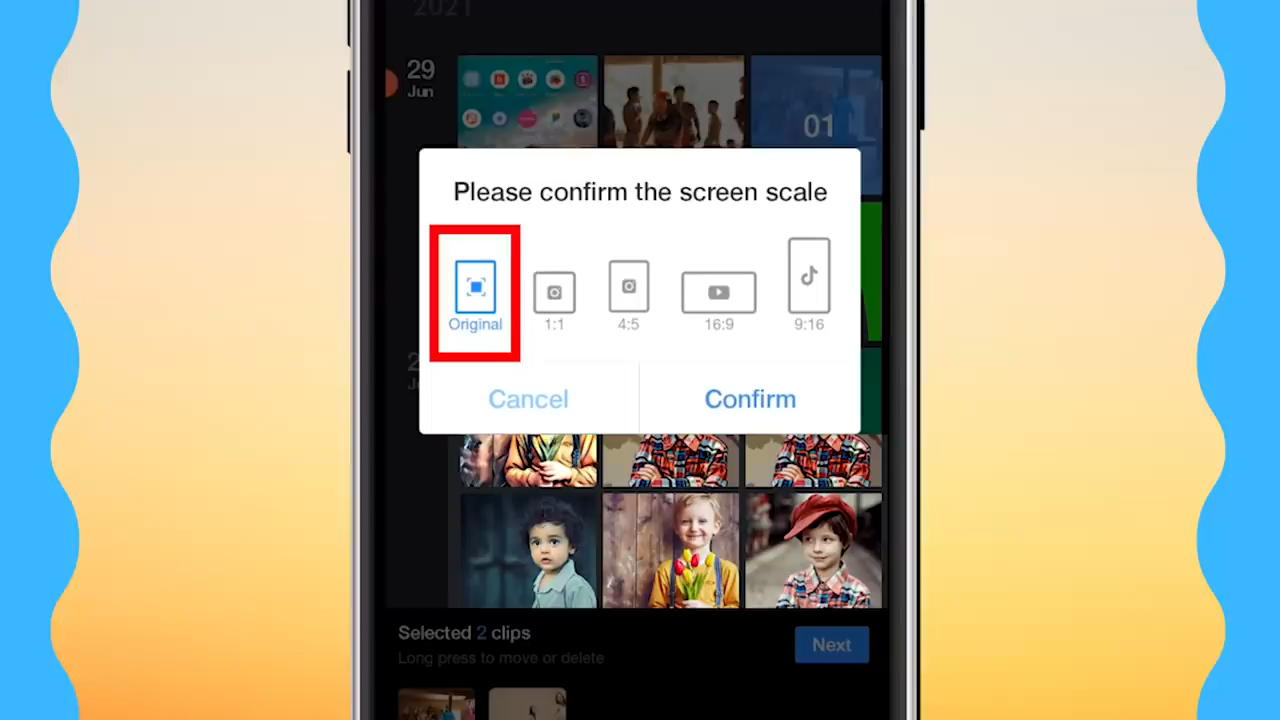 2021
29
Jun
01
Please confirm the screen scale
Original
1:1
4:5
16:9
9:16
Cancel
Confirm
Selected 2 clips
Long press to move or delete
Next